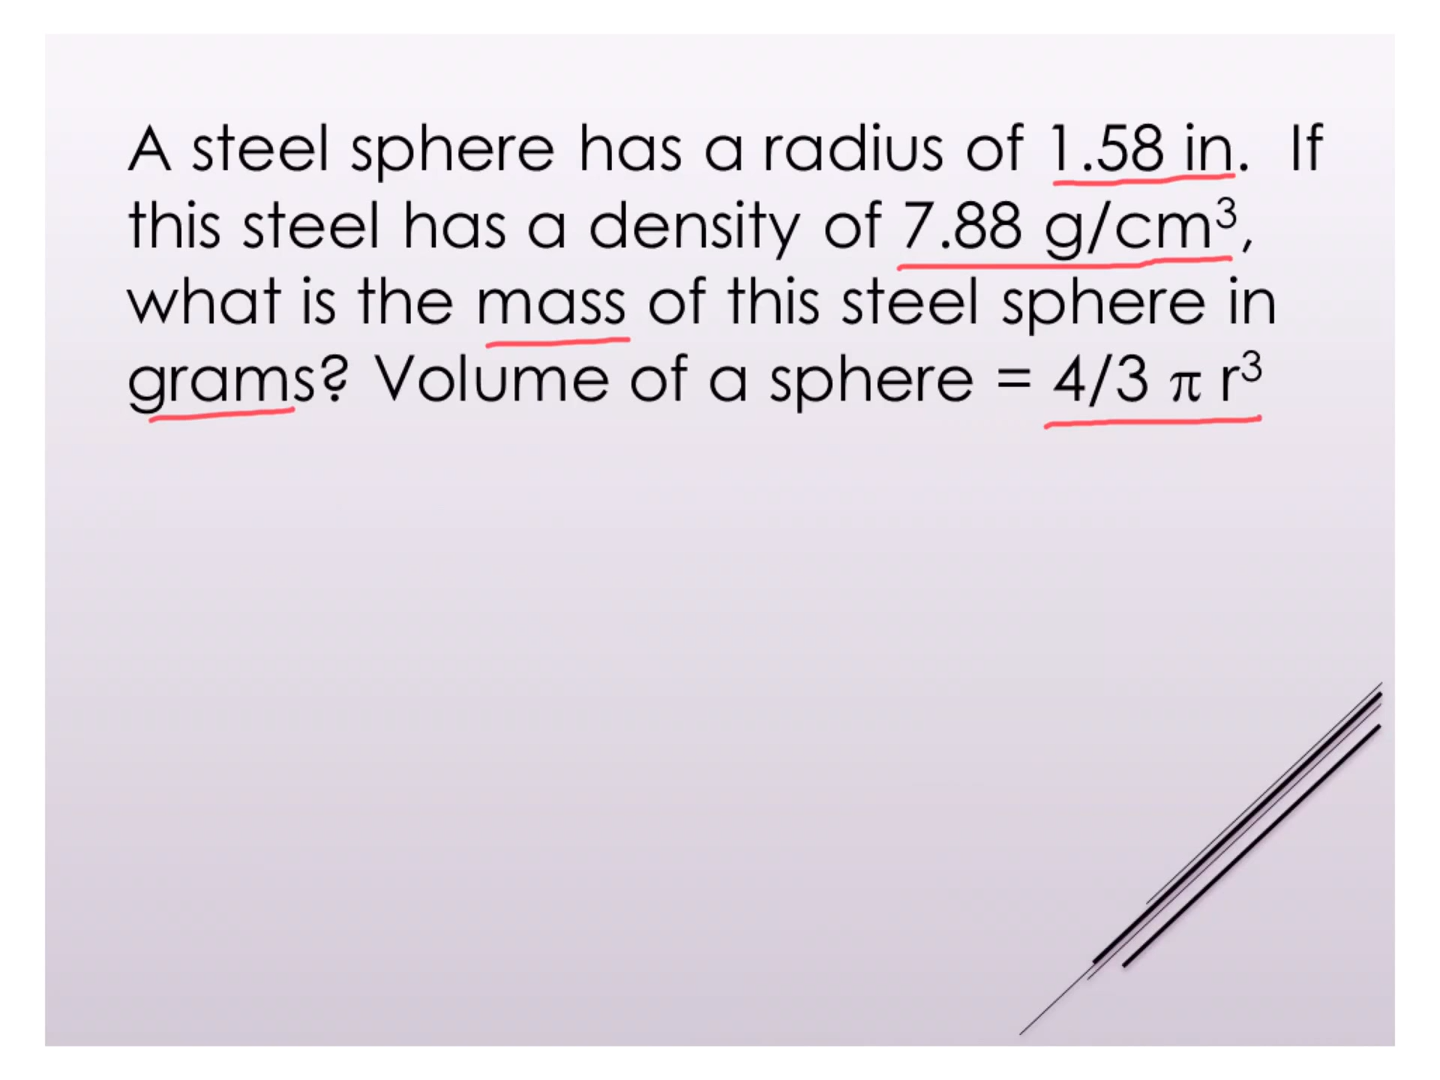 A steel sphere has a radius of 1.58 in. If
this steel has a density of 7.88 g/cm³,
what is the mass of this steel sphere in
grams? Volume of a sphere = 4/3 π r³